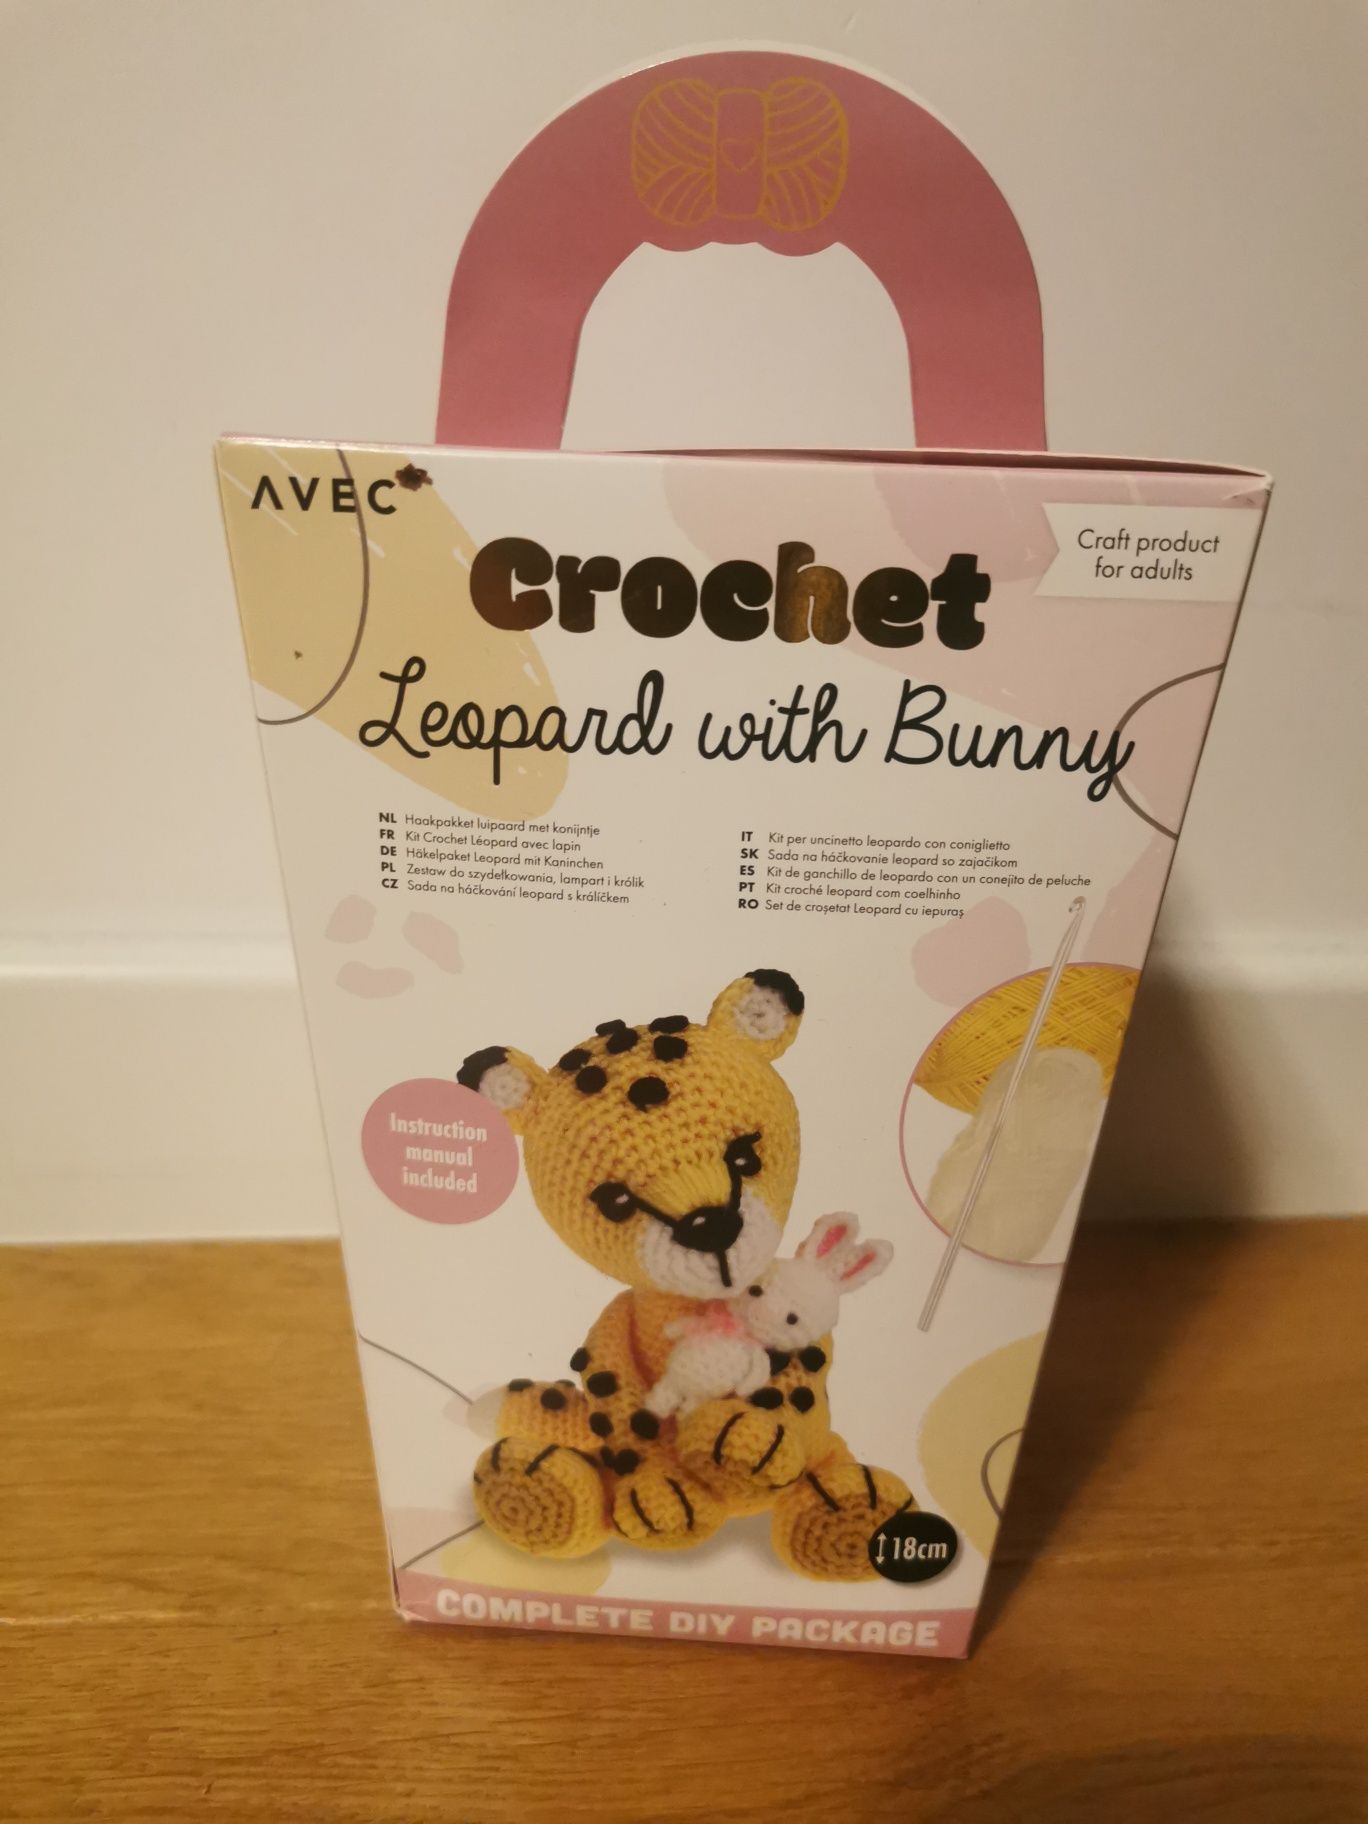 AVEC
Craft product
for adults
Crochet
Leopard with Bunny
NL Haakpakket luipaard met konijntje
FR Kit Crochet Léopard avec lapin
DE Häkelpaket Leopard mit Kaninchen
PL Zestaw do szydełkowania, lampart i królik
CZ Sada na háčkování leopard s králíčkem
IT Kit per uncinetto leopardo con coniglietto
SK Sada na háčkovanie leopard so zajačikom
ES Kit de ganchillo de leopardo con un conejito de peluche
PT Kit croché leopard com coelhinho
RO Set de croșetat Leopard cu iepuraș
Instruction
manual
included
18cm
COMPLETE DIY PACKAGE